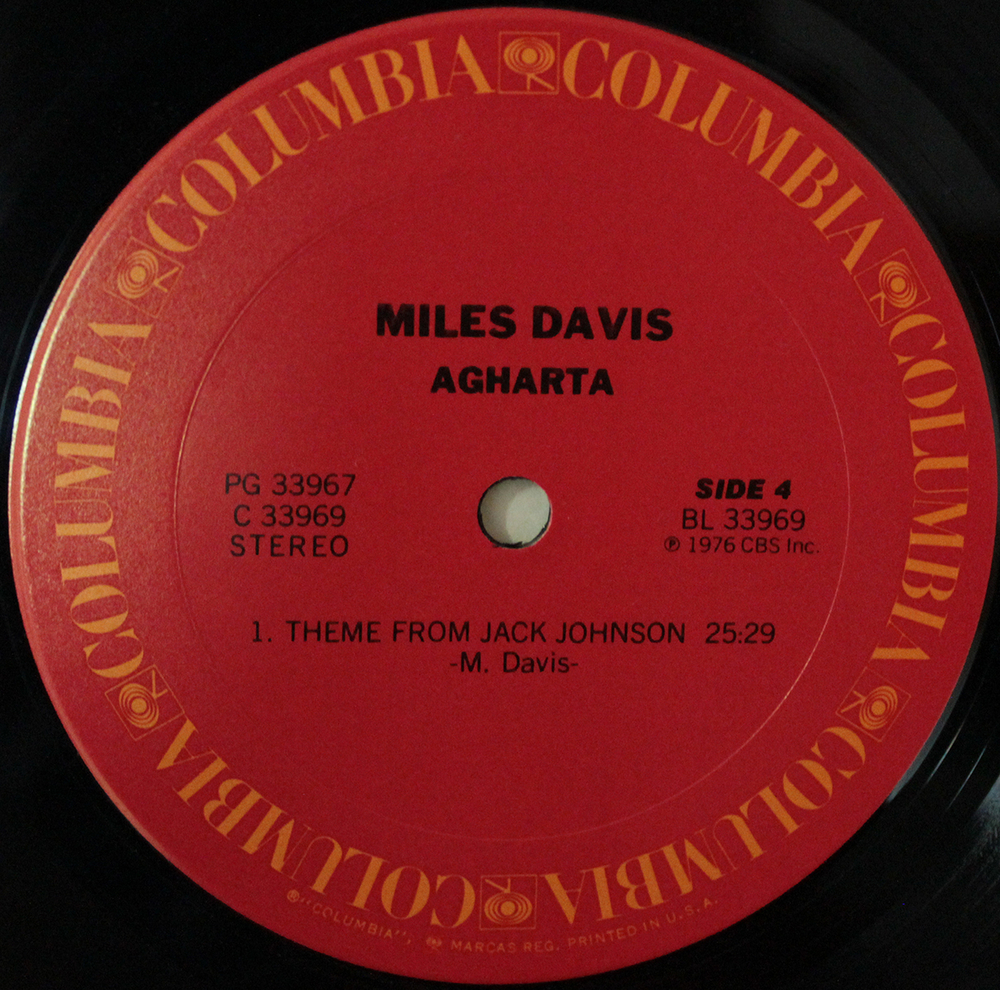 COLUMBIA COLUMBIA COLUMBIA COLUMBIA COLUMBIA COLUMBIA
MILES DAVIS
AGHARTA
PG 33967
C 33969
STEREO
SIDE 4
BL 33969
℗ 1976 CBS Inc.
1. THEME FROM JACK JOHNSON 25:29
-M. Davis-
®"COLUMBIA", MARCAS REG. PRINTED IN U.S.A.